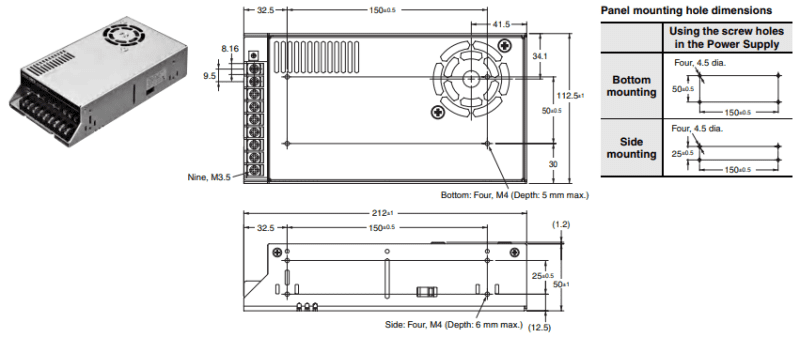 32.5
150±0.5
41.5
8.16
9.5
34.1
112.5±1
50±0.5
30
Nine, M3.5
Bottom: Four, M4 (Depth: 5 mm max.)
212±1
32.5
150±0.5
(1.2)
25±0.5
50±1
Side: Four, M4 (Depth: 6 mm max.)
(12.5)
Panel mounting hole dimensions
Using the screw holes
in the Power Supply
Bottom
mounting
Four, 4.5 dia.
50±0.5
150±0.5
Side
mounting
Four, 4.5 dia.
25±0.5
150±0.5